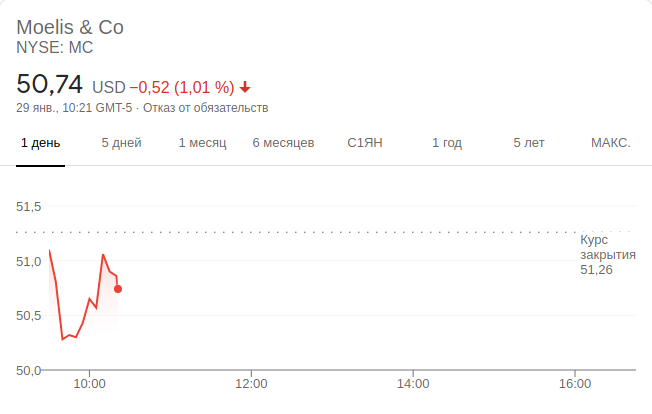 Moelis & Co
NYSE: MC
50,74 USD −0,52 (1,01 %)
29 янв., 10:21 GMT-5 · Отказ от обязательств
1 день 5 дней 1 месяц 6 месяцев С1ЯН 1 год 5 лет МАКС.
51,5
Курс
закрытия
51,26
51,0
50,5
50,0
10:00 12:00 14:00 16:00